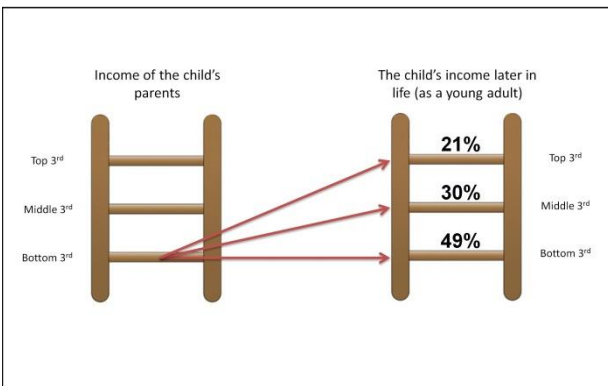 Income of the child's
parents
Top 3rd
Middle 3rd
Bottom 3rd
The child's income later in
life (as a young adult)
21%
Top 3rd
30%
Middle 3rd
49%
Bottom 3rd